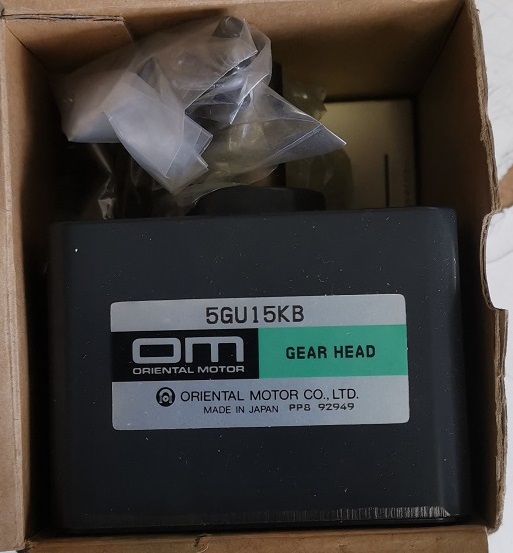 5GU15KB
OM
ORIENTAL MOTOR
GEAR HEAD
ORIENTAL MOTOR CO., LTD.
MADE IN JAPAN PP8 92949